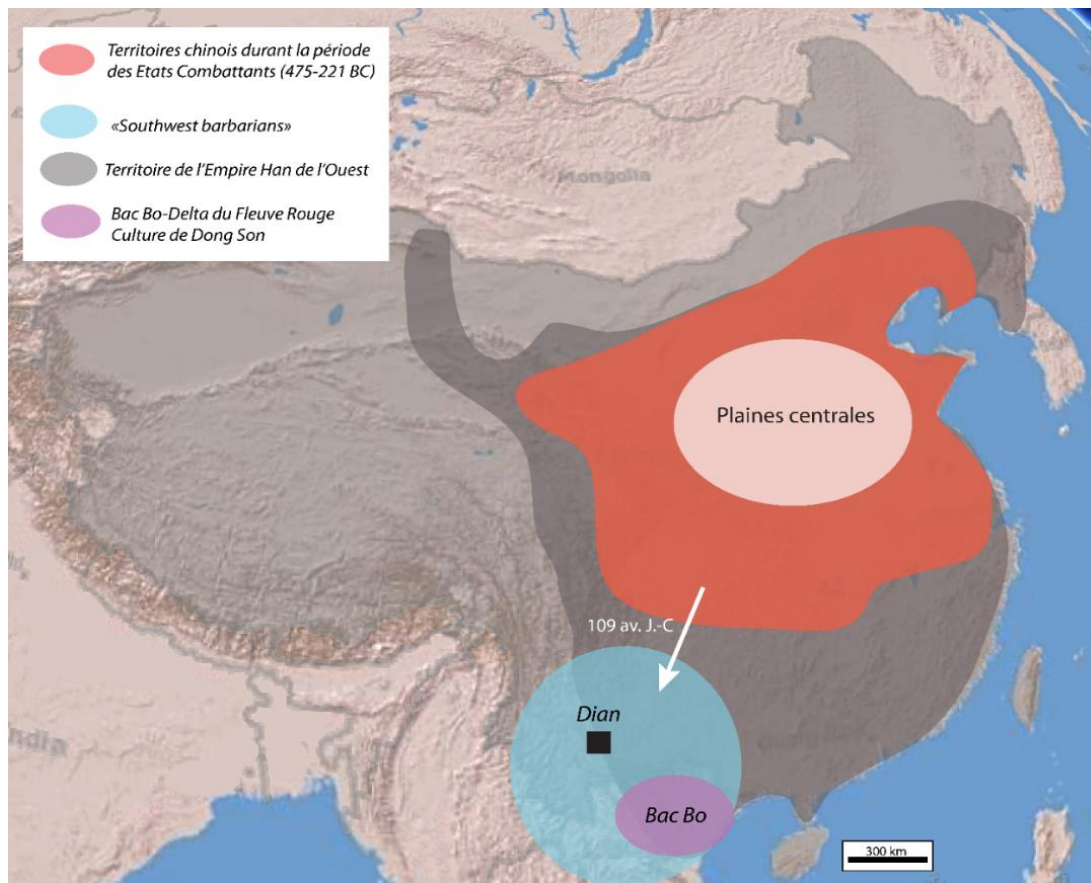 Territoires chinois durant la période
des Etats Combattants (475-221 BC)
«Southwest barbarians»
Territoire de l'Empire Han de l'Ouest
Bac Bo-Delta du Fleuve Rouge
Culture de Dong Son
Mongolia
Plaines centrales
109 av. J.-C
Dian
Bac Bo
300 km